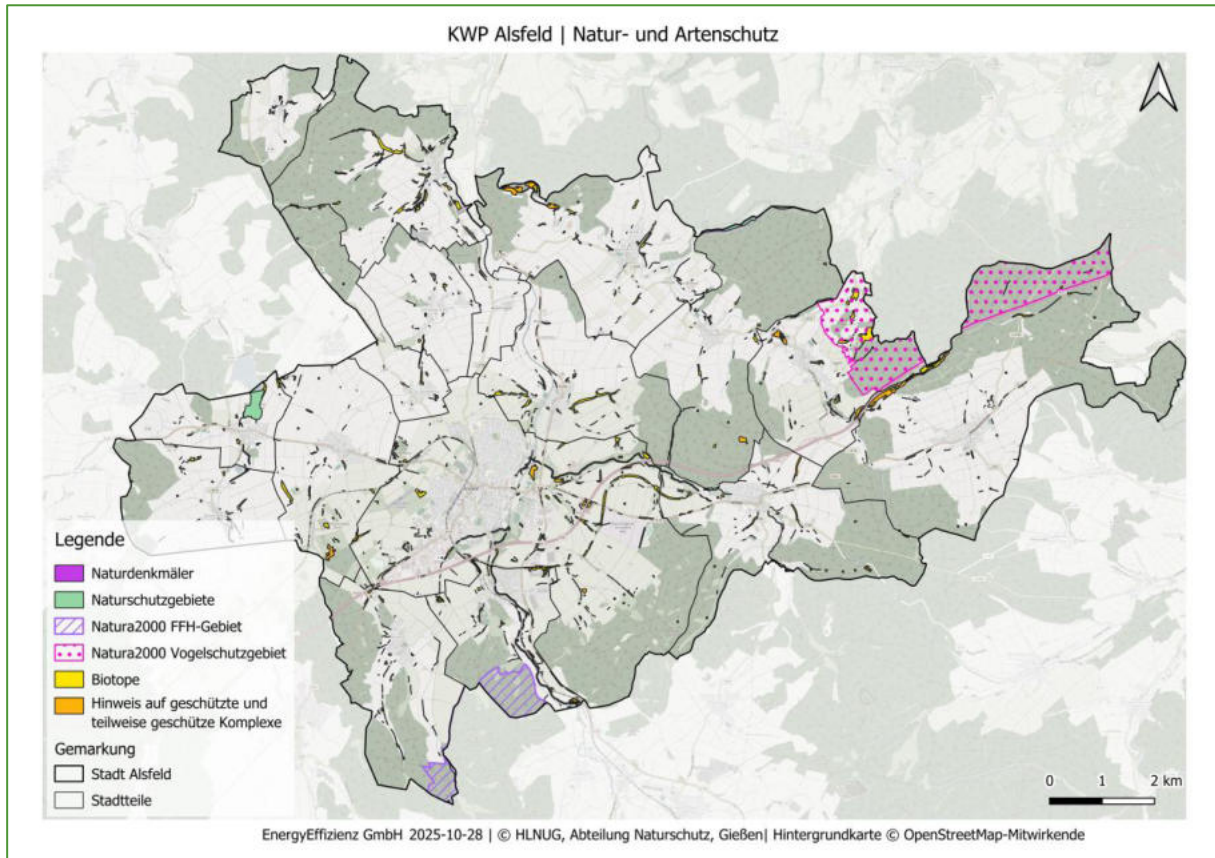 KWP Alsfeld | Natur- und Artenschutz
Legende
Naturdenkmäler
Naturschutzgebiete
Natura2000 FFH-Gebiet
Natura2000 Vogelschutzgebiet
Biotope
Hinweis auf geschützte und
teilweise geschütze Komplexe
Gemarkung
Stadt Alsfeld
Stadtteile
0 1 2 km
EnergyEffizienz GmbH 2025-10-28 | © HLNUG, Abteilung Naturschutz, Gießen| Hintergrundkarte © OpenStreetMap-Mitwirkende